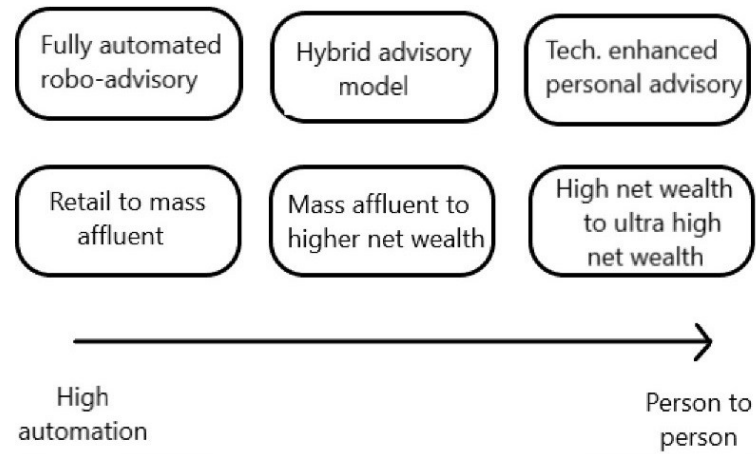 Fully automated
robo-advisory
Hybrid advisory
model
Tech. enhanced
personal advisory
Retail to mass
affluent
Mass affluent to
higher net wealth
High net wealth
to ultra high
net wealth
High
automation
Person to
person